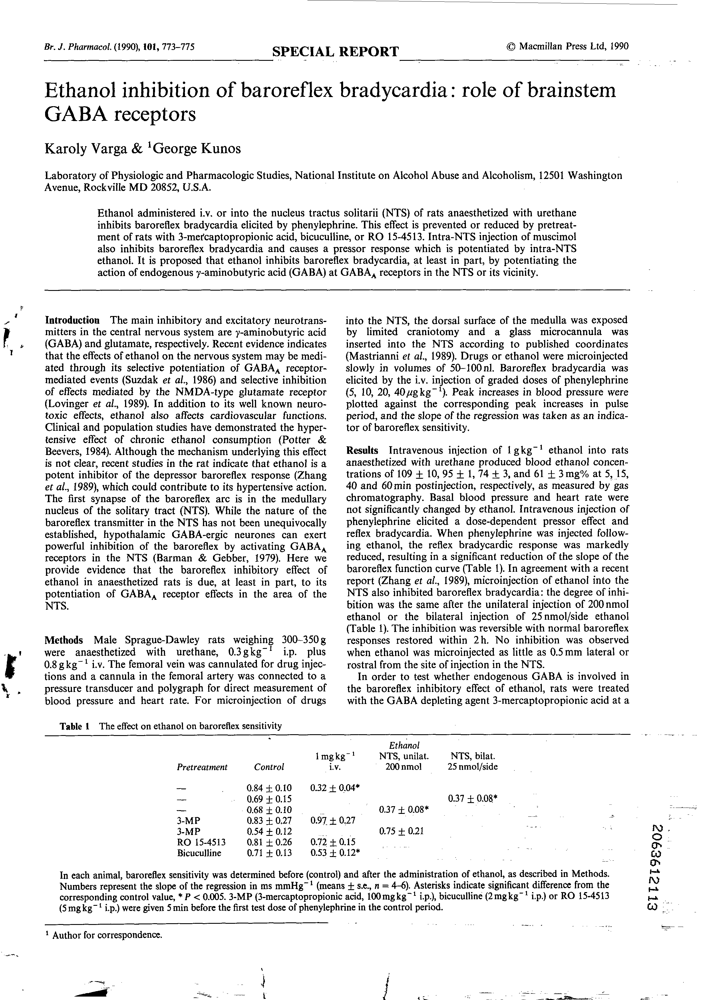 Br. J. Pharmacol. (1990), 101, 773–775
SPECIAL REPORT
© Macmillan Press Ltd, 1990
Ethanol inhibition of baroreflex bradycardia: role of brainstem
GABA receptors
Karoly Varga & ¹George Kunos
Laboratory of Physiologic and Pharmacologic Studies, National Institute on Alcohol Abuse and Alcoholism, 12501 Washington
Avenue, Rockville MD 20852, U.S.A.
Ethanol administered i.v. or into the nucleus tractus solitarii (NTS) of rats anaesthetized with urethane
inhibits baroreflex bradycardia elicited by phenylephrine. This effect is prevented or reduced by pretreat-
ment of rats with 3-mercaptopropionic acid, bicuculline, or RO 15-4513. Intra-NTS injection of muscimol
also inhibits baroreflex bradycardia and causes a pressor response which is potentiated by intra-NTS
ethanol. It is proposed that ethanol inhibits baroreflex bradycardia, at least in part, by potentiating the
action of endogenous γ-aminobutyric acid (GABA) at GABA_A receptors in the NTS or its vicinity.
Introduction The main inhibitory and excitatory neurotrans-
mitters in the central nervous system are γ-aminobutyric acid
(GABA) and glutamate, respectively. Recent evidence indicates
that the effects of ethanol on the nervous system may be medi-
ated through its selective potentiation of GABA_A receptor-
mediated events (Suzdak et al., 1986) and selective inhibition
of effects mediated by the NMDA-type glutamate receptor
(Lovinger et al., 1989). In addition to its well known neuro-
toxic effects, ethanol also affects cardiovascular functions.
Clinical and population studies have demonstrated the hyper-
tensive effect of chronic ethanol consumption (Potter &
Beevers, 1984). Although the mechanism underlying this effect
is not clear, recent studies in the rat indicate that ethanol is a
potent inhibitor of the depressor baroreflex response (Zhang
et al., 1989), which could contribute to its hypertensive action.
The first synapse of the baroreflex arc is in the medullary
nucleus of the solitary tract (NTS). While the nature of the
baroreflex transmitter in the NTS has not been unequivocally
established, hypothalamic GABA-ergic neurones can exert
powerful inhibition of the baroreflex by activating GABA_A
receptors in the NTS (Barman & Gebber, 1979). Here we
provide evidence that the baroreflex inhibitory effect of
ethanol in anaesthetized rats is due, at least in part, to its
potentiation of GABA_A receptor effects in the area of the
NTS.
Methods Male Sprague-Dawley rats weighing 300–350 g
were anaesthetized with urethane, 0.3 g kg⁻¹ i.p. plus
0.8 g kg⁻¹ i.v. The femoral vein was cannulated for drug injec-
tions and a cannula in the femoral artery was connected to a
pressure transducer and polygraph for direct measurement of
blood pressure and heart rate. For microinjection of drugs
into the NTS, the dorsal surface of the medulla was exposed
by limited craniotomy and a glass microcannula was
inserted into the NTS according to published coordinates
(Mastrianni et al., 1989). Drugs or ethanol were microinjected
slowly in volumes of 50–100 nl. Baroreflex bradycardia was
elicited by the i.v. injection of graded doses of phenylephrine
(5, 10, 20, 40 μg kg⁻¹). Peak increases in blood pressure were
plotted against the corresponding peak increases in pulse
period, and the slope of the regression was taken as an indica-
tor of baroreflex sensitivity.
Results Intravenous injection of 1 g kg⁻¹ ethanol into rats
anaesthetized with urethane produced blood ethanol concen-
trations of 109 ± 10, 95 ± 1, 74 ± 3, and 61 ± 3 mg% at 5, 15,
40 and 60 min postinjection, respectively, as measured by gas
chromatography. Basal blood pressure and heart rate were
not significantly changed by ethanol. Intravenous injection of
phenylephrine elicited a dose-dependent pressor effect and
reflex bradycardia. When phenylephrine was injected follow-
ing ethanol, the reflex bradycardic response was markedly
reduced, resulting in a significant reduction of the slope of the
baroreflex function curve (Table 1). In agreement with a recent
report (Zhang et al., 1989), microinjection of ethanol into the
NTS also inhibited baroreflex bradycardia: the degree of inhi-
bition was the same after the unilateral injection of 200 nmol
ethanol or the bilateral injection of 25 nmol/side ethanol
(Table 1). The inhibition was reversible with normal baroreflex
responses restored within 2 h. No inhibition was observed
when ethanol was microinjected as little as 0.5 mm lateral or
rostral from the site of injection in the NTS.
In order to test whether endogenous GABA is involved in
the baroreflex inhibitory effect of ethanol, rats were treated
with the GABA depleting agent 3-mercaptopropionic acid at a
Table 1 The effect on ethanol on baroreflex sensitivity
Ethanol
1 mg kg⁻¹ NTS, unilat. NTS, bilat.
Pretreatment Control i.v. 200 nmol 25 nmol/side
— 0.84 ± 0.10 0.32 ± 0.04*
— 0.69 ± 0.15 0.37 ± 0.08*
— 0.68 ± 0.10 0.37 ± 0.08*
3-MP 0.83 ± 0.27 0.97 ± 0.27
3-MP 0.54 ± 0.12 0.75 ± 0.21
RO 15-4513 0.81 ± 0.26 0.72 ± 0.15
Bicuculline 0.71 ± 0.13 0.53 ± 0.12*
In each animal, baroreflex sensitivity was determined before (control) and after the administration of ethanol, as described in Methods.
Numbers represent the slope of the regression in ms mmHg⁻¹ (means ± s.e., n = 4–6). Asterisks indicate significant difference from the
corresponding control value, * P < 0.005. 3-MP (3-mercaptopropionic acid, 100 mg kg⁻¹ i.p.), bicuculline (2 mg kg⁻¹ i.p.) or RO 15-4513
(5 mg kg⁻¹ i.p.) were given 5 min before the first test dose of phenylephrine in the control period.
¹ Author for correspondence.
2063612113